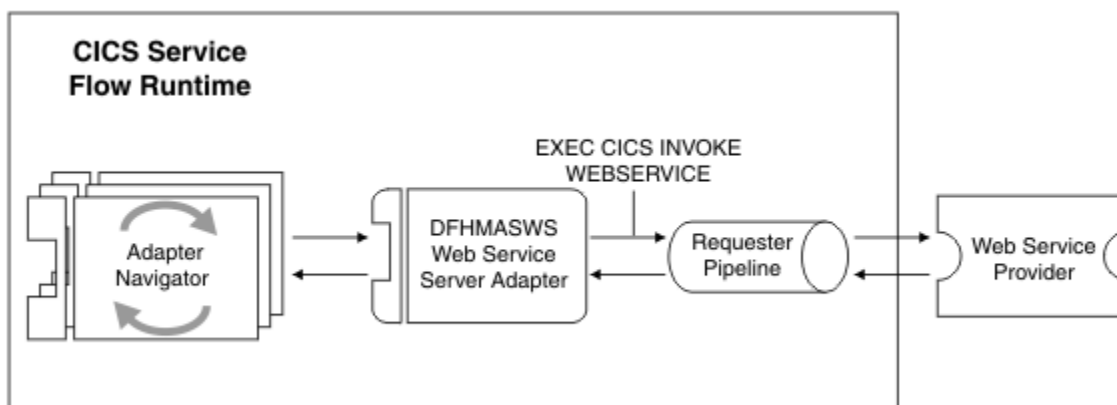 CICS Service
Flow Runtime
EXEC CICS INVOKE
WEBSERVICE
Adapter
Navigator
DFHMASWS
Web Service
Server Adapter
Requester
Pipeline
Web Service
Provider